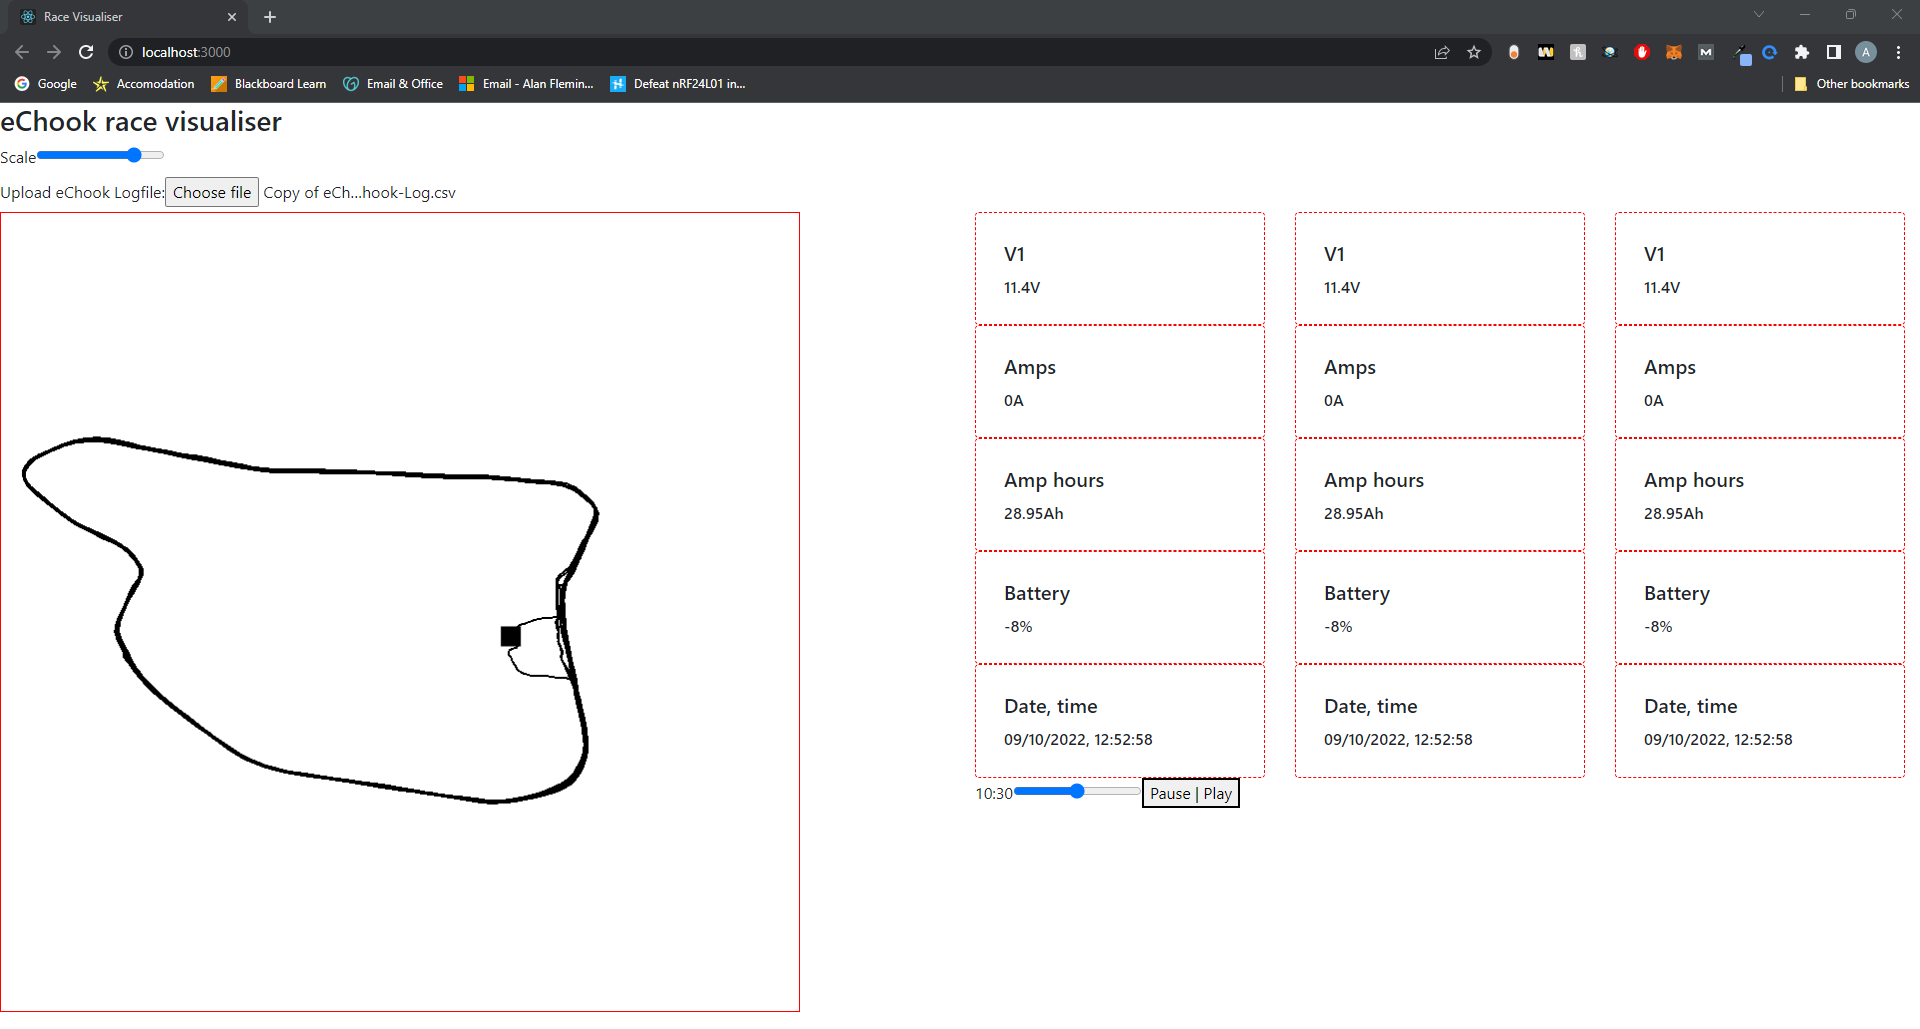 Race Visualiser
localhost:3000
Google Accomodation Blackboard Learn Email & Office Email - Alan Flemin... Defeat nRF24L01 in... Other bookmarks
eChook race visualiser
Scale
Upload eChook Logfile: Choose file Copy of eCh...hook-Log.csv
V1 V1 V1
11.4V 11.4V 11.4V
Amps Amps Amps
0A 0A 0A
Amp hours Amp hours Amp hours
28.95Ah 28.95Ah 28.95Ah
Battery Battery Battery
-8% -8% -8%
Date, time Date, time Date, time
09/10/2022, 12:52:58 09/10/2022, 12:52:58 09/10/2022, 12:52:58
10:30 Pause | Play